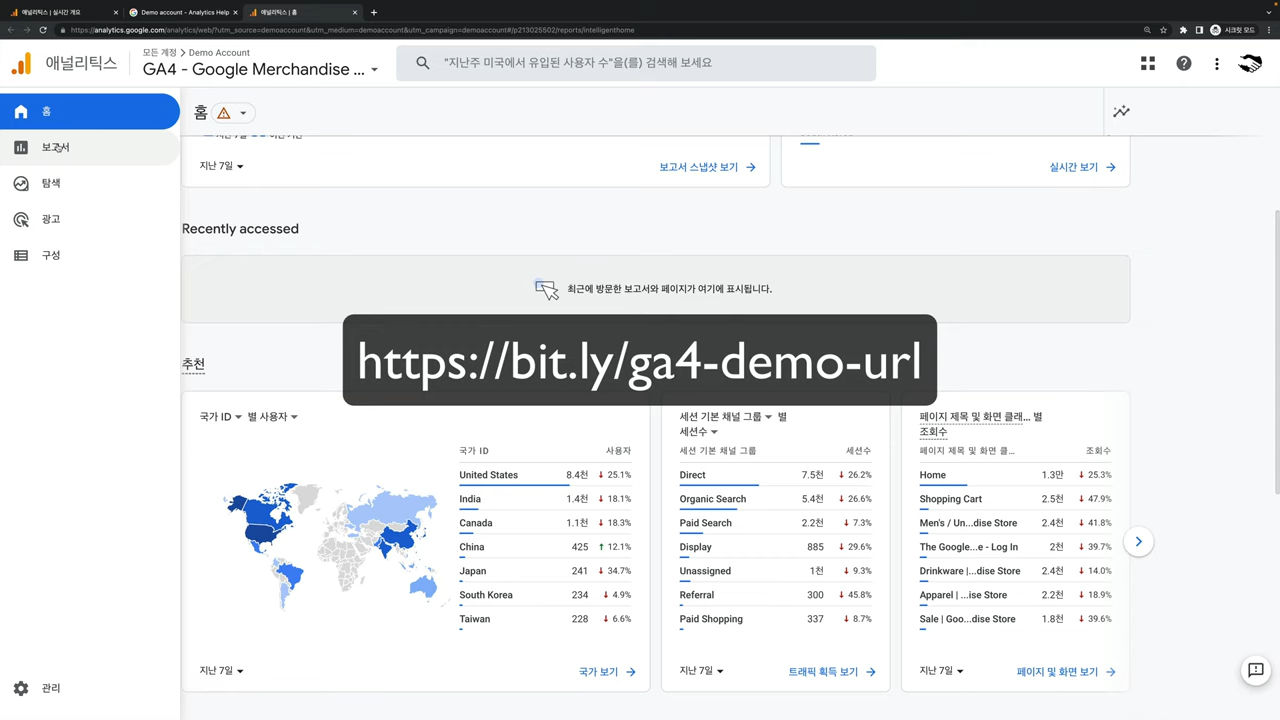 애널리틱스 | 실시간 개요
Demo account - Analytics Help
애널리틱스 | 홈
https://analytics.google.com/analytics/web/?utm_source=demoaccount&utm_medium=demoaccount&utm_campaign=demoaccount#/p213025502/reports/intelligenthome
시크릿 모드
애널리틱스
모든 계정 > Demo Account
GA4 - Google Merchandise ...
"지난주 미국에서 유입된 사용자 수"을(를) 검색해 보세요
홈
보고서
탐색
광고
구성
관리
홈
지난 7일
보고서 스냅샷 보기
실시간 보기
Recently accessed
최근에 방문한 보고서와 페이지가 여기에 표시됩니다.
https://bit.ly/ga4-demo-url
추천
국가 ID 별 사용자
국가 ID 사용자
United States 8.4천 ↓ 25.1%
India 1.4천 ↓ 18.1%
Canada 1.1천 ↓ 18.3%
China 425 ↑ 12.1%
Japan 241 ↓ 34.7%
South Korea 234 ↓ 4.9%
Taiwan 228 ↓ 6.6%
지난 7일
국가 보기
세션 기본 채널 그룹 별
세션수
세션 기본 채널 그룹 세션수
Direct 7.5천 ↓ 26.2%
Organic Search 5.4천 ↓ 26.6%
Paid Search 2.2천 ↓ 7.3%
Display 885 ↓ 29.6%
Unassigned 1천 ↓ 9.3%
Referral 300 ↓ 45.8%
Paid Shopping 337 ↓ 8.7%
지난 7일
트래픽 획득 보기
페이지 제목 및 화면 클래... 별
조회수
페이지 제목 및 화면 클... 조회수
Home 1.3만 ↓ 25.3%
Shopping Cart 2.5천 ↓ 47.9%
Men's / Un...dise Store 2.4천 ↓ 41.8%
The Google...e - Log In 2천 ↓ 39.7%
Drinkware |...dise Store 2.4천 ↓ 14.0%
Apparel | ...ise Store 2.2천 ↓ 18.9%
Sale | Goo...dise Store 1.8천 ↓ 39.6%
지난 7일
페이지 및 화면 보기